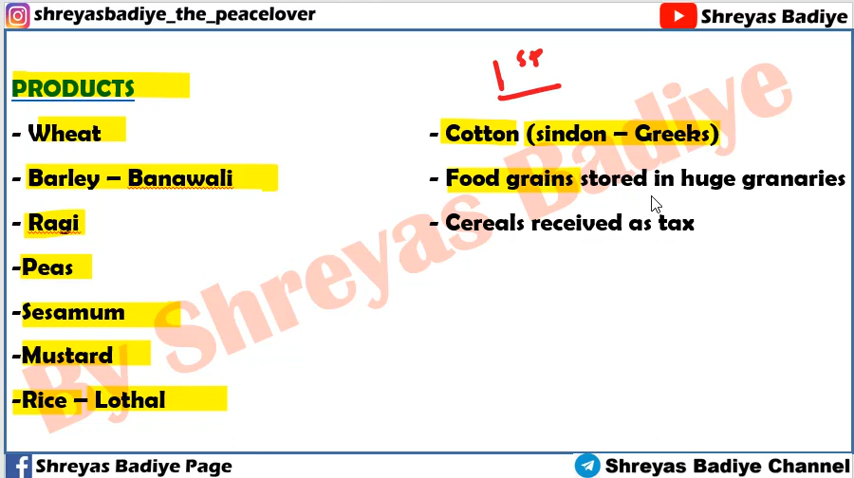 shreyasbadiye_the_peacelover
Shreyas Badiye
PRODUCTS
- Wheat
- Barley – Banawali
- Ragi
-Peas
-Sesamum
-Mustard
-Rice – Lothal
1st
- Cotton (sindon – Greeks)
- Food grains stored in huge granaries
- Cereals received as tax
By Shreyas Badiye
Shreyas Badiye Page
Shreyas Badiye Channel